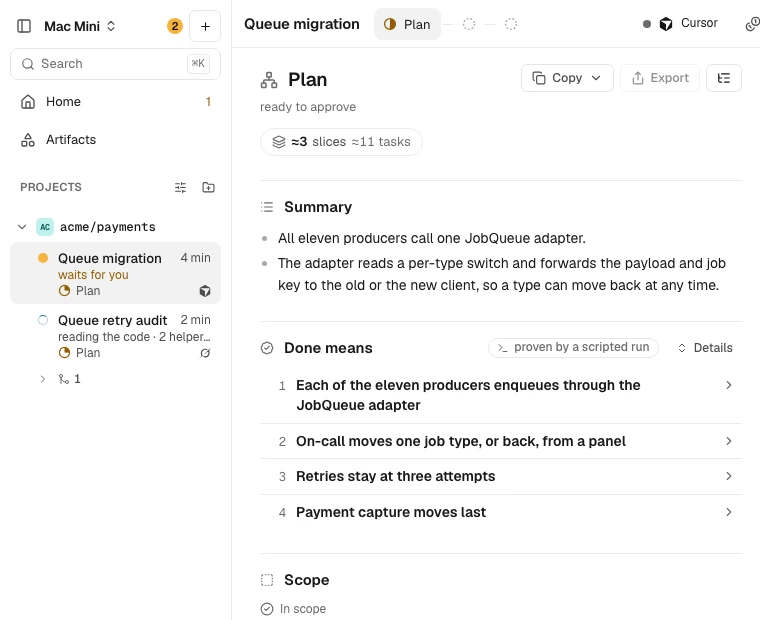 Mac Mini
2
+
Search
⌘K
Home
1
Artifacts
PROJECTS
AC
acme/payments
Queue migration
4 min
waits for you
Plan
Queue retry audit
2 min
reading the code · 2 helper…
Plan
1
Queue migration
Plan
Cursor
Plan
Copy
Export
ready to approve
≈3 slices ≈11 tasks
Summary
All eleven producers call one JobQueue adapter.
The adapter reads a per-type switch and forwards the payload and job
key to the old or the new client, so a type can move back at any time.
Done means
proven by a scripted run
Details
1 Each of the eleven producers enqueues through the
JobQueue adapter
2 On-call moves one job type, or back, from a panel
3 Retries stay at three attempts
4 Payment capture moves last
Scope
In scope